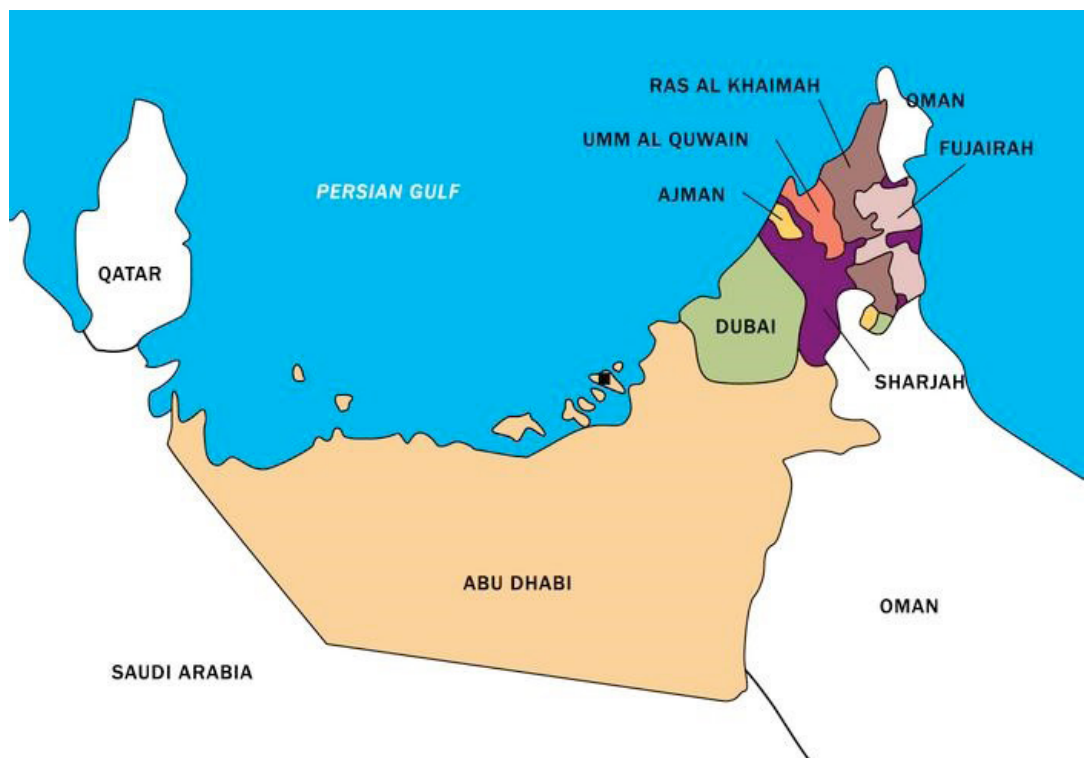 RAS AL KHAIMAH
OMAN
UMM AL QUWAIN
FUJAIRAH
PERSIAN GULF
AJMAN
QATAR
DUBAI
SHARJAH
ABU DHABI
OMAN
SAUDI ARABIA